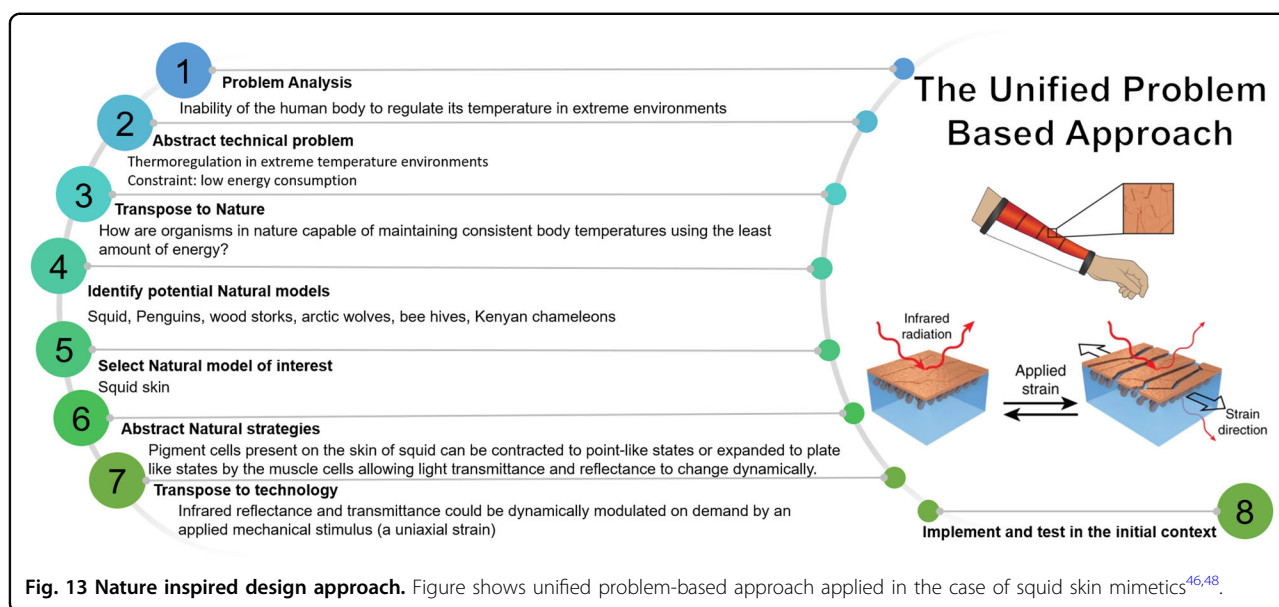 1
Problem Analysis
Inability of the human body to regulate its temperature in extreme environments
2
Abstract technical problem
Thermoregulation in extreme temperature environments
Constraint: low energy consumption
3
Transpose to Nature
How are organisms in nature capable of maintaining consistent body temperatures using the least
amount of energy?
4
Identify potential Natural models
Squid, Penguins, wood storks, arctic wolves, bee hives, Kenyan chameleons
5
Select Natural model of interest
Squid skin
6
Abstract Natural strategies
Pigment cells present on the skin of squid can be contracted to point-like states or expanded to plate
like states by the muscle cells allowing light transmittance and reflectance to change dynamically.
7
Transpose to technology
Infrared reflectance and transmittance could be dynamically modulated on demand by an
applied mechanical stimulus (a uniaxial strain)
The Unified Problem
Based Approach
Infrared
radiation
Applied
strain
Strain
direction
8
Implement and test in the initial context
Fig. 13 Nature inspired design approach. Figure shows unified problem-based approach applied in the case of squid skin mimetics46,48.